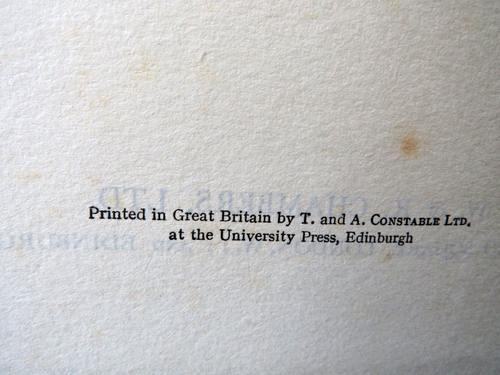 Printed in Great Britain by T. and A. CONSTABLE LTD.
at the University Press, Edinburgh